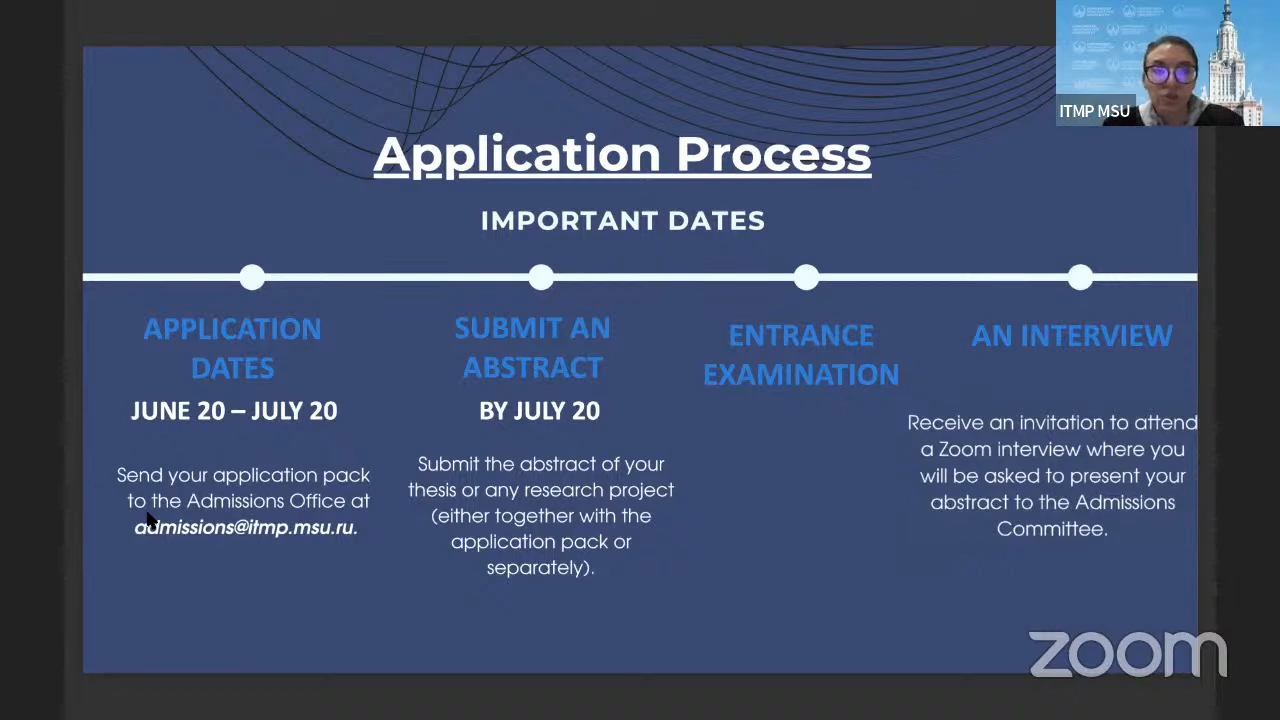 ITMP MSU
Application Process
IMPORTANT DATES
APPLICATION
DATES
JUNE 20 – JULY 20
Send your application pack
to the Admissions Office at
admissions@itmp.msu.ru.
SUBMIT AN
ABSTRACT
BY JULY 20
Submit the abstract of your
thesis or any research project
(either together with the
application pack or
separately).
ENTRANCE
EXAMINATION
AN INTERVIEW
Receive an invitation to attend
a Zoom interview where you
will be asked to present your
abstract to the Admissions
Committee.
zoom